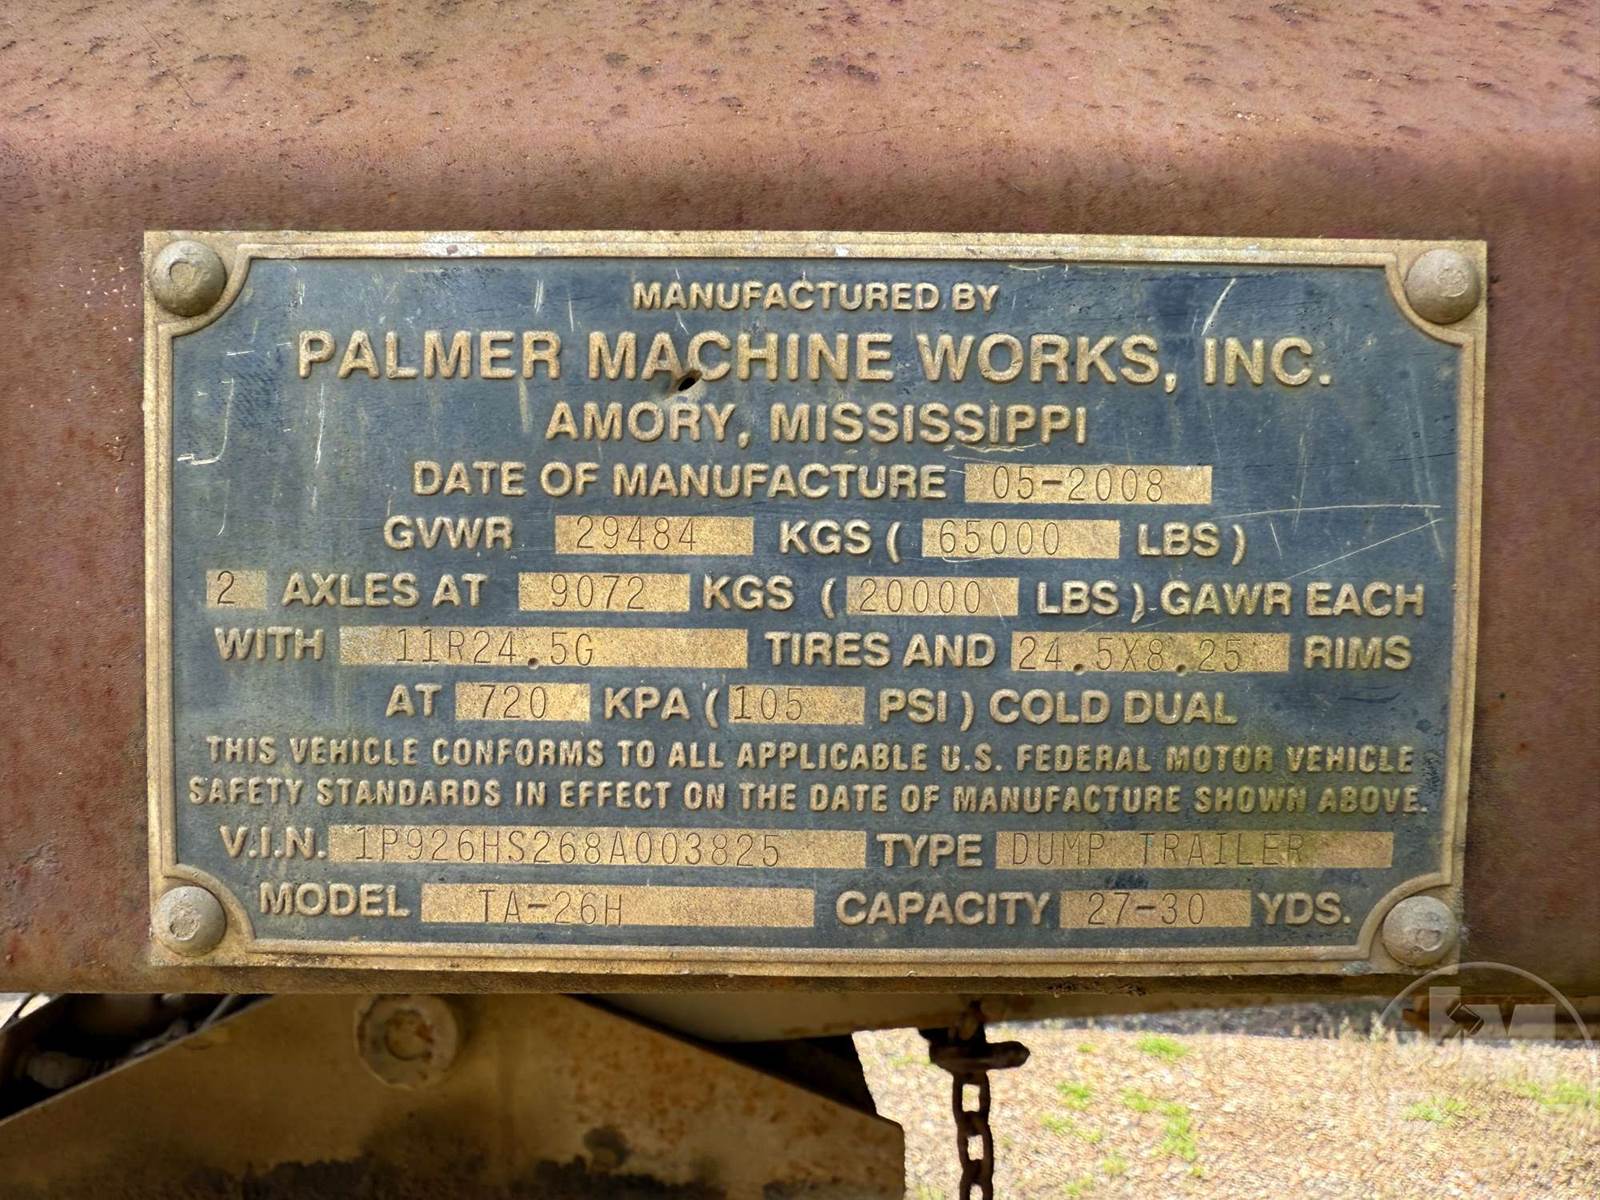 MANUFACTURED BY
PALMER MACHINE WORKS, INC.
AMORY, MISSISSIPPI
DATE OF MANUFACTURE 05-2008
GVWR 29484 KGS ( 65000 LBS )
2 AXLES AT 9072 KGS ( 20000 LBS ) GAWR EACH
WITH 11R24.5G TIRES AND 24.5X8.25 RIMS
AT 720 KPA ( 105 PSI ) COLD DUAL
THIS VEHICLE CONFORMS TO ALL APPLICABLE U.S. FEDERAL MOTOR VEHICLE
SAFETY STANDARDS IN EFFECT ON THE DATE OF MANUFACTURE SHOWN ABOVE.
V.I.N. 1P926HS268A003825 TYPE DUMP TRAILER
MODEL TA-26H CAPACITY 27-30 YDS.